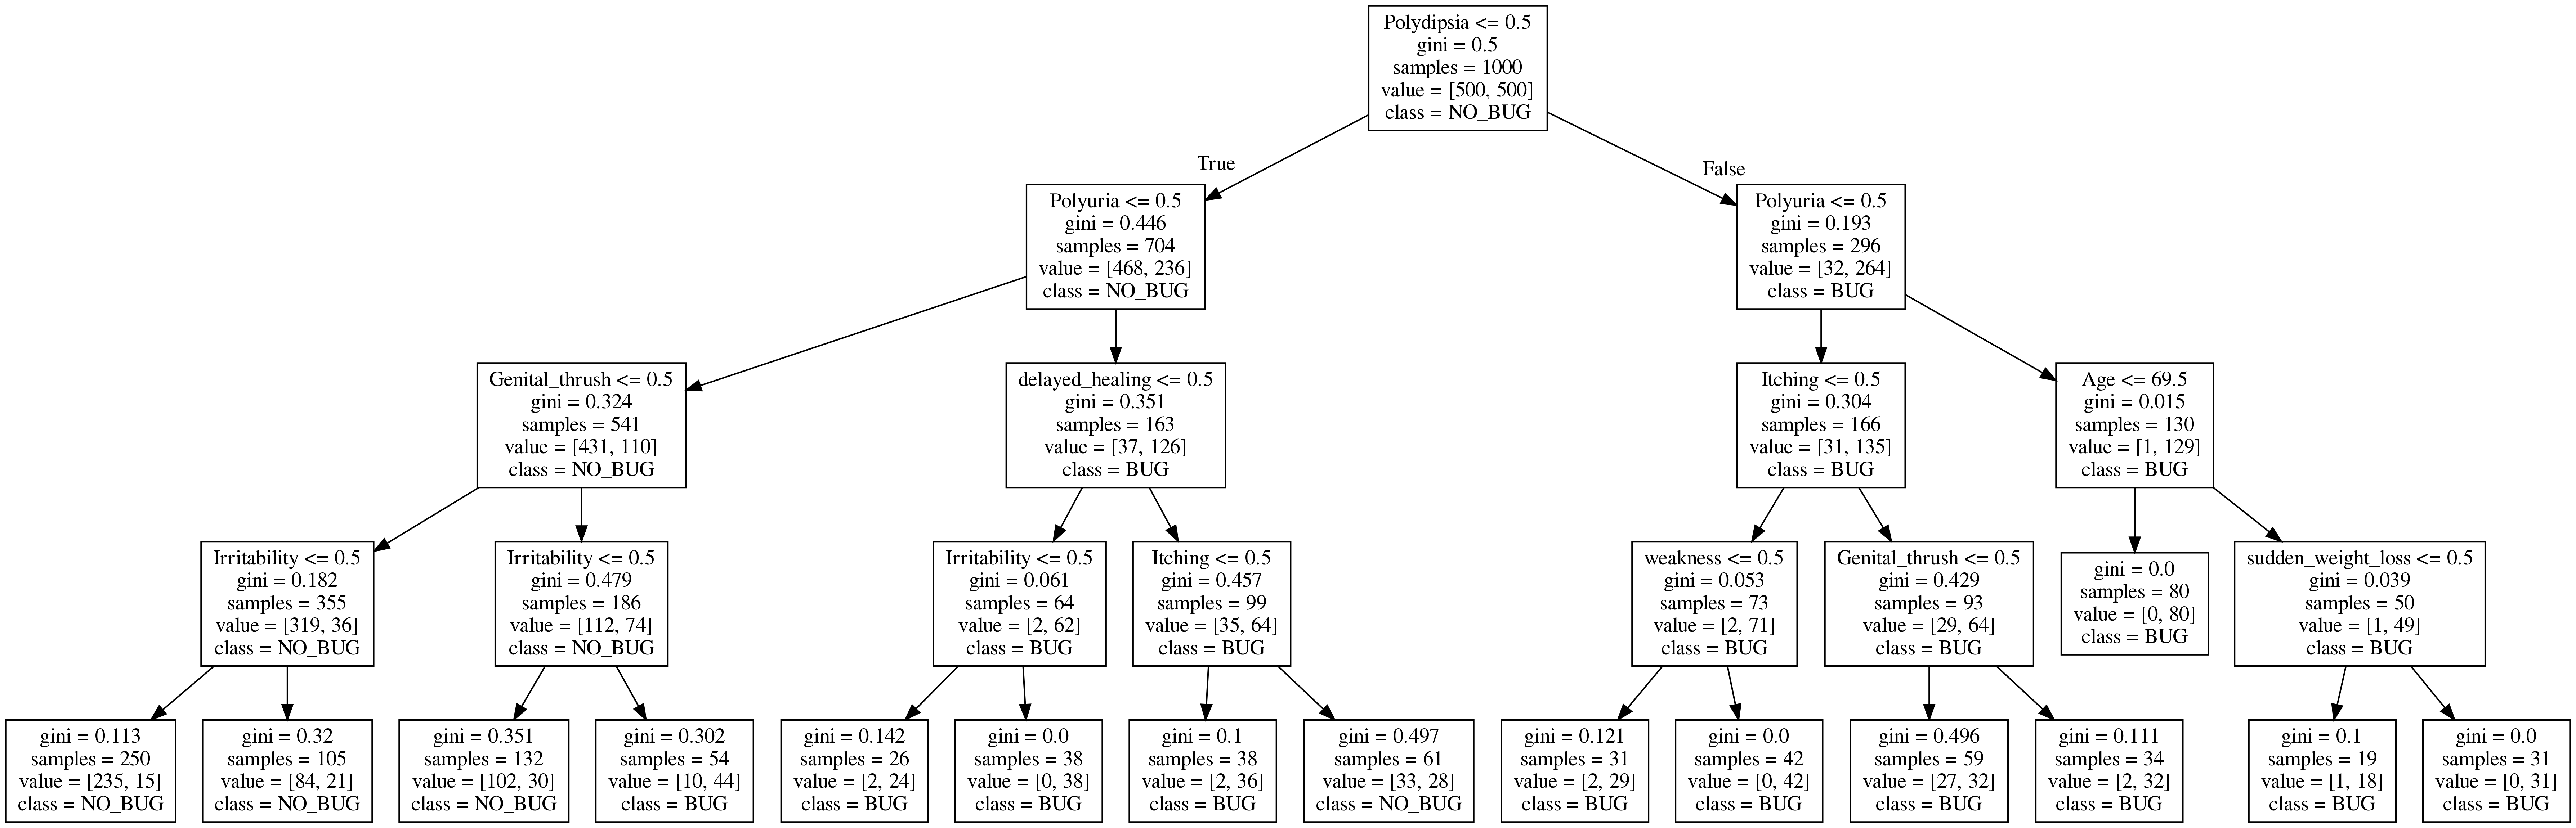 Polydipsia <= 0.5
gini = 0.5
samples = 1000
value = [500, 500]
class = NO_BUG
True
False
Polyuria <= 0.5
gini = 0.446
samples = 704
value = [468, 236]
class = NO_BUG
Polyuria <= 0.5
gini = 0.193
samples = 296
value = [32, 264]
class = BUG
Genital_thrush <= 0.5
gini = 0.324
samples = 541
value = [431, 110]
class = NO_BUG
delayed_healing <= 0.5
gini = 0.351
samples = 163
value = [37, 126]
class = BUG
Itching <= 0.5
gini = 0.304
samples = 166
value = [31, 135]
class = BUG
Age <= 69.5
gini = 0.015
samples = 130
value = [1, 129]
class = BUG
Irritability <= 0.5
gini = 0.182
samples = 355
value = [319, 36]
class = NO_BUG
Irritability <= 0.5
gini = 0.479
samples = 186
value = [112, 74]
class = NO_BUG
Irritability <= 0.5
gini = 0.061
samples = 64
value = [2, 62]
class = BUG
Itching <= 0.5
gini = 0.457
samples = 99
value = [35, 64]
class = BUG
weakness <= 0.5
gini = 0.053
samples = 73
value = [2, 71]
class = BUG
Genital_thrush <= 0.5
gini = 0.429
samples = 93
value = [29, 64]
class = BUG
gini = 0.0
samples = 80
value = [0, 80]
class = BUG
sudden_weight_loss <= 0.5
gini = 0.039
samples = 50
value = [1, 49]
class = BUG
gini = 0.113
samples = 250
value = [235, 15]
class = NO_BUG
gini = 0.32
samples = 105
value = [84, 21]
class = NO_BUG
gini = 0.351
samples = 132
value = [102, 30]
class = NO_BUG
gini = 0.302
samples = 54
value = [10, 44]
class = BUG
gini = 0.142
samples = 26
value = [2, 24]
class = BUG
gini = 0.0
samples = 38
value = [0, 38]
class = BUG
gini = 0.1
samples = 38
value = [2, 36]
class = BUG
gini = 0.497
samples = 61
value = [33, 28]
class = NO_BUG
gini = 0.121
samples = 31
value = [2, 29]
class = BUG
gini = 0.0
samples = 42
value = [0, 42]
class = BUG
gini = 0.496
samples = 59
value = [27, 32]
class = BUG
gini = 0.111
samples = 34
value = [2, 32]
class = BUG
gini = 0.1
samples = 19
value = [1, 18]
class = BUG
gini = 0.0
samples = 31
value = [0, 31]
class = BUG